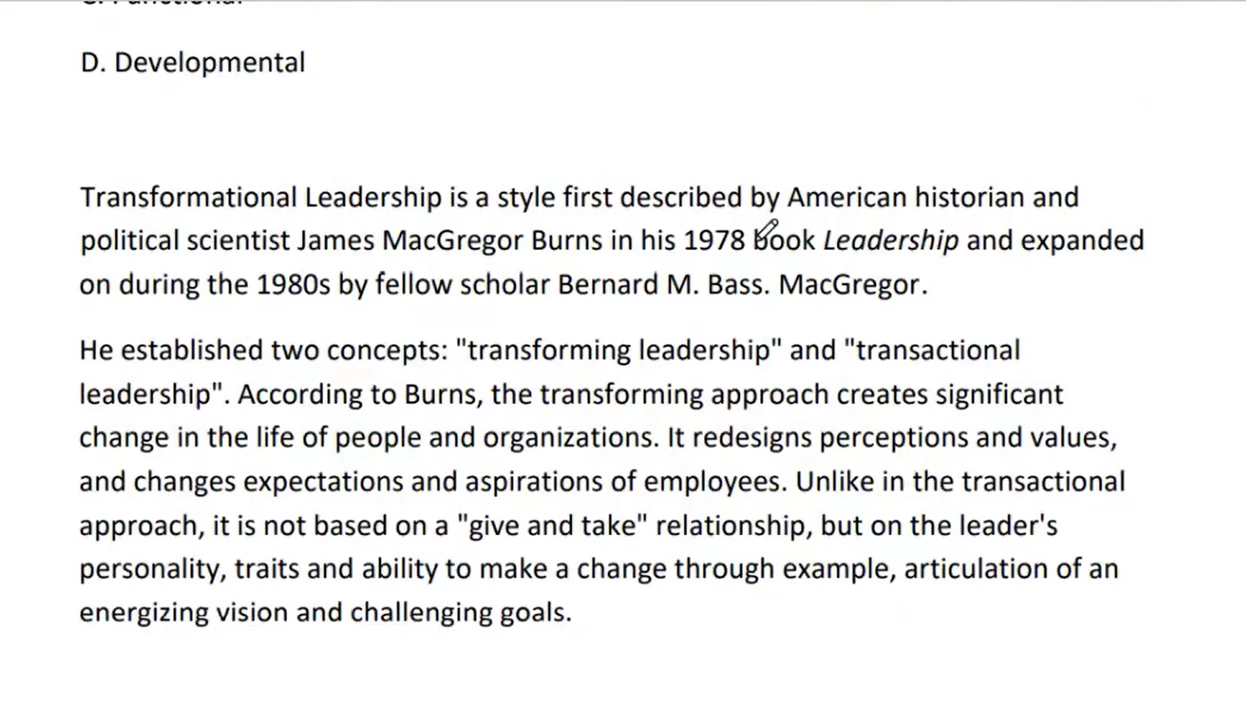 D. Developmental
Transformational Leadership is a style first described by American historian and
political scientist James MacGregor Burns in his 1978 book Leadership and expanded
on during the 1980s by fellow scholar Bernard M. Bass. MacGregor.
He established two concepts: "transforming leadership" and "transactional
leadership". According to Burns, the transforming approach creates significant
change in the life of people and organizations. It redesigns perceptions and values,
and changes expectations and aspirations of employees. Unlike in the transactional
approach, it is not based on a "give and take" relationship, but on the leader's
personality, traits and ability to make a change through example, articulation of an
energizing vision and challenging goals.